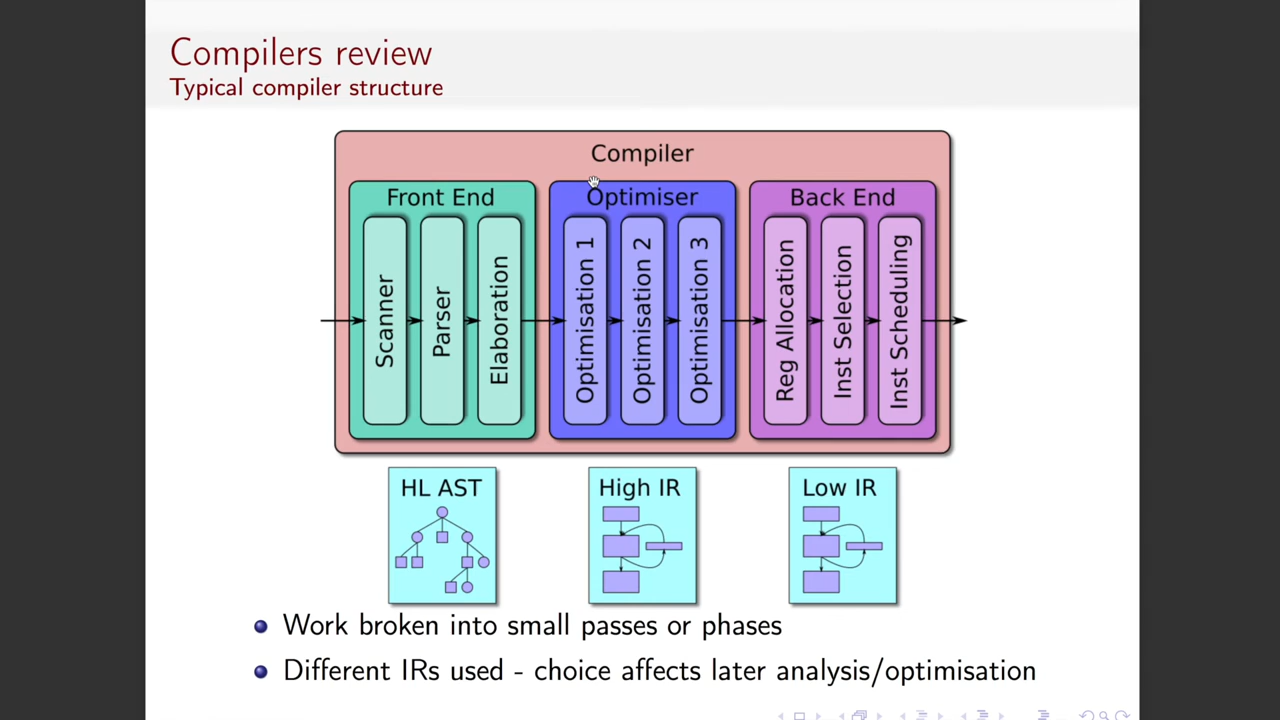 Compilers review
Typical compiler structure
Compiler
Front End
Scanner
Parser
Elaboration
Optimiser
Optimisation 1
Optimisation 2
Optimisation 3
Back End
Reg Allocation
Inst Selection
Inst Scheduling
HL AST
High IR
Low IR
Work broken into small passes or phases
Different IRs used - choice affects later analysis/optimisation